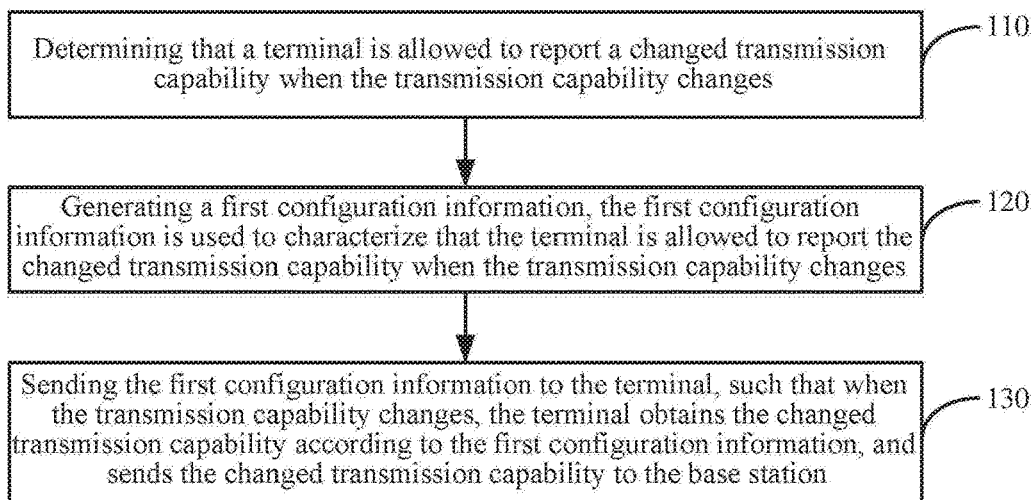 Determining that a terminal is allowed to report a changed transmission
capability when the transmission capability changes
110
Generating a first configuration information, the first configuration
information is used to characterize that the terminal is allowed to report the
changed transmission capability when the transmission capability changes
120
Sending the first configuration information to the terminal, such that when
the transmission capability changes, the terminal obtains the changed
transmission capability according to the first configuration information, and
sends the changed transmission capability to the base station
130